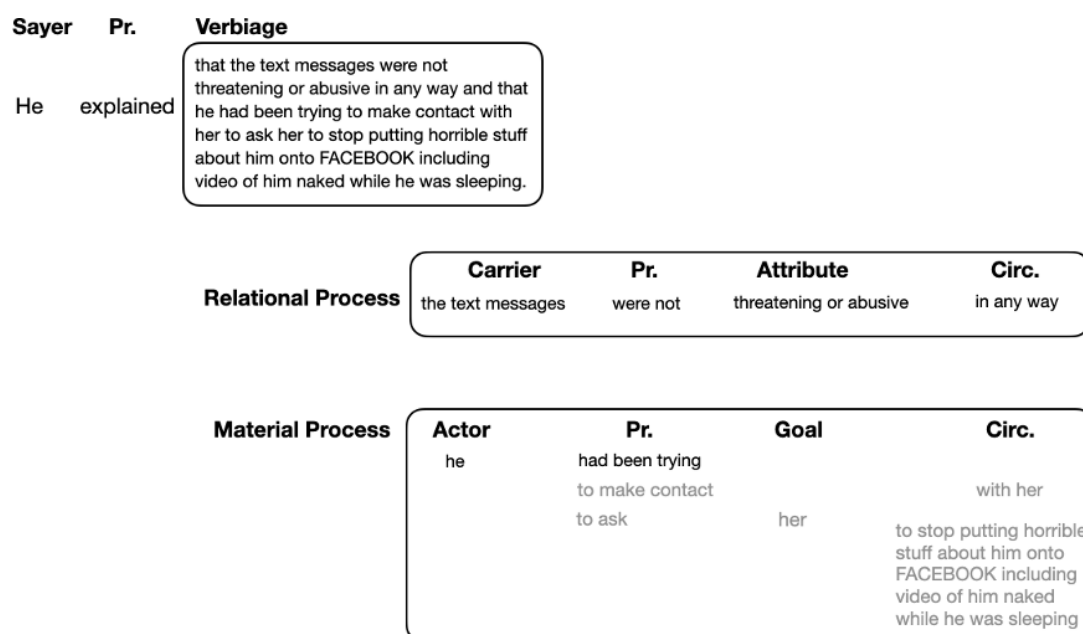 Sayer Pr. Verbiage
He explained
that the text messages were not
threatening or abusive in any way and that
he had been trying to make contact with
her to ask her to stop putting horrible stuff
about him onto FACEBOOK including
video of him naked while he was sleeping.
Relational Process
Carrier Pr. Attribute Circ.
the text messages were not threatening or abusive in any way
Material Process
Actor Pr. Goal Circ.
he had been trying
to make contact with her
to ask her
to stop putting horrible
stuff about him onto
FACEBOOK including
video of him naked
while he was sleeping